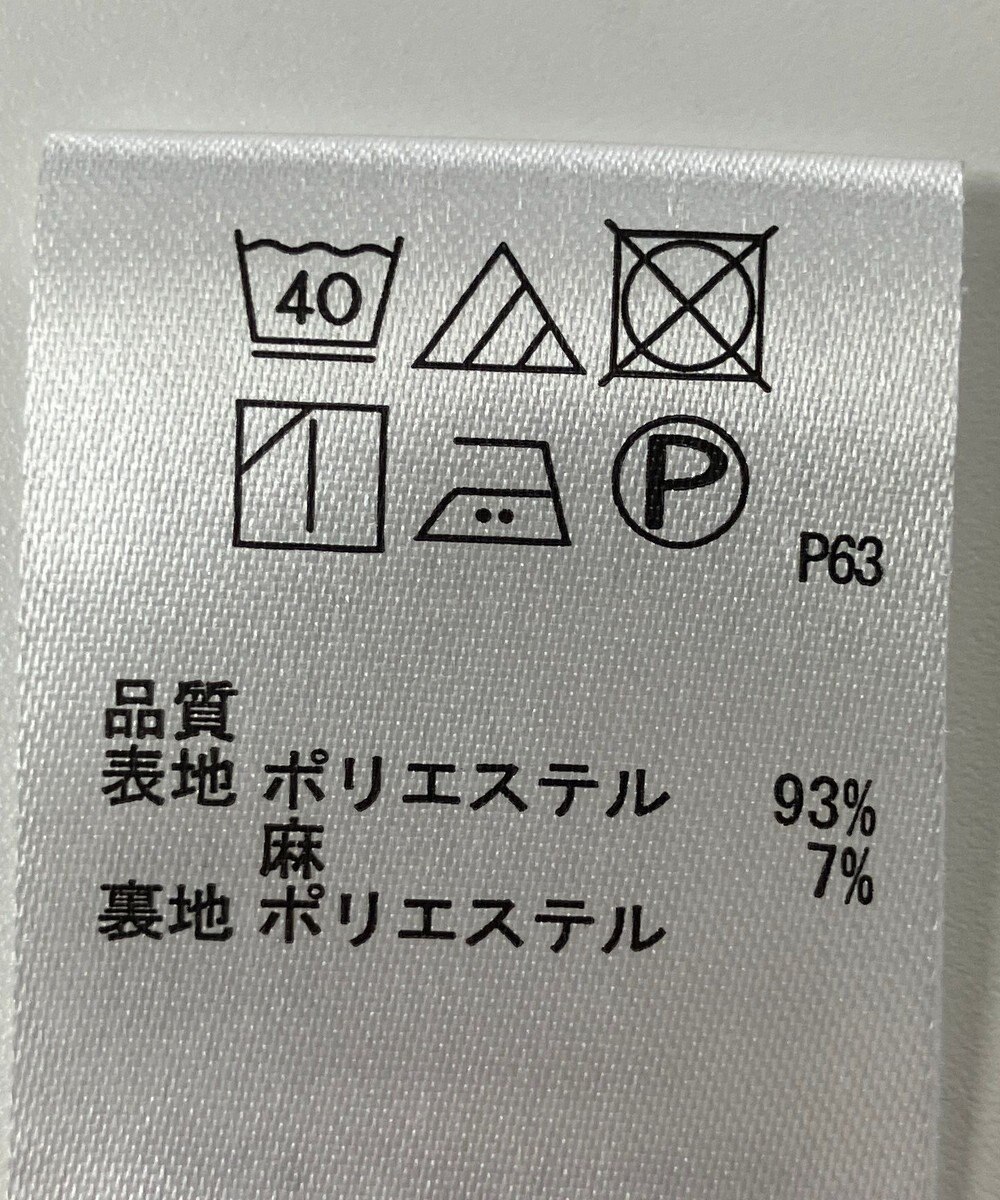 40
P
P63
品質
表地 ポリエステル 93%
麻 7%
裏地 ポリエステル